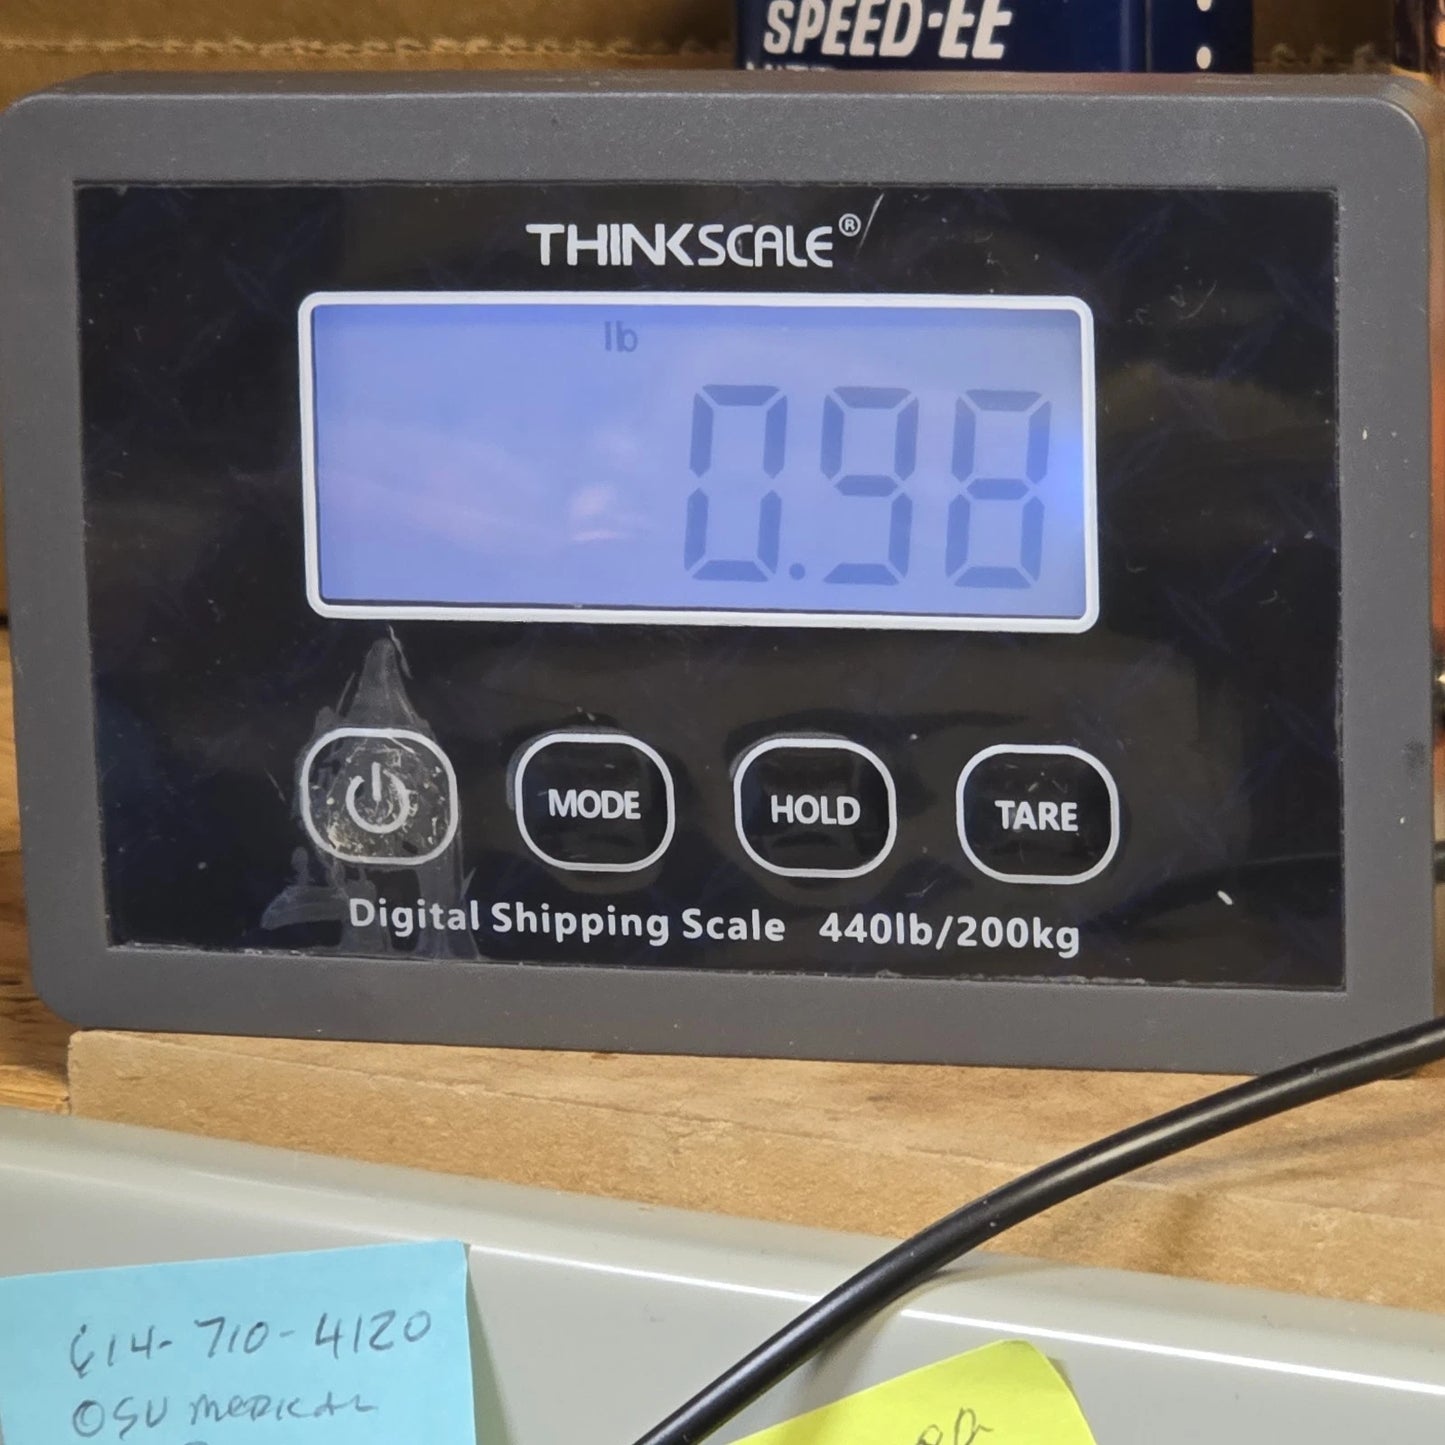 SPEED-EE
THINKSCALE®
lb
0.98
MODE HOLD TARE
Digital Shipping Scale 440lb/200kg
614-710-4120
OSU MEDICAL